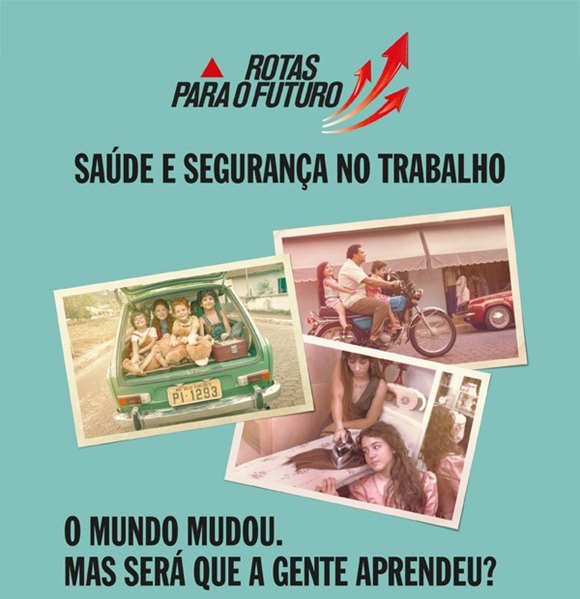 ROTAS
PARA O FUTURO
SAÚDE E SEGURANÇA NO TRABALHO
PI-1293
O MUNDO MUDOU.
MAS SERÁ QUE A GENTE APRENDEU?